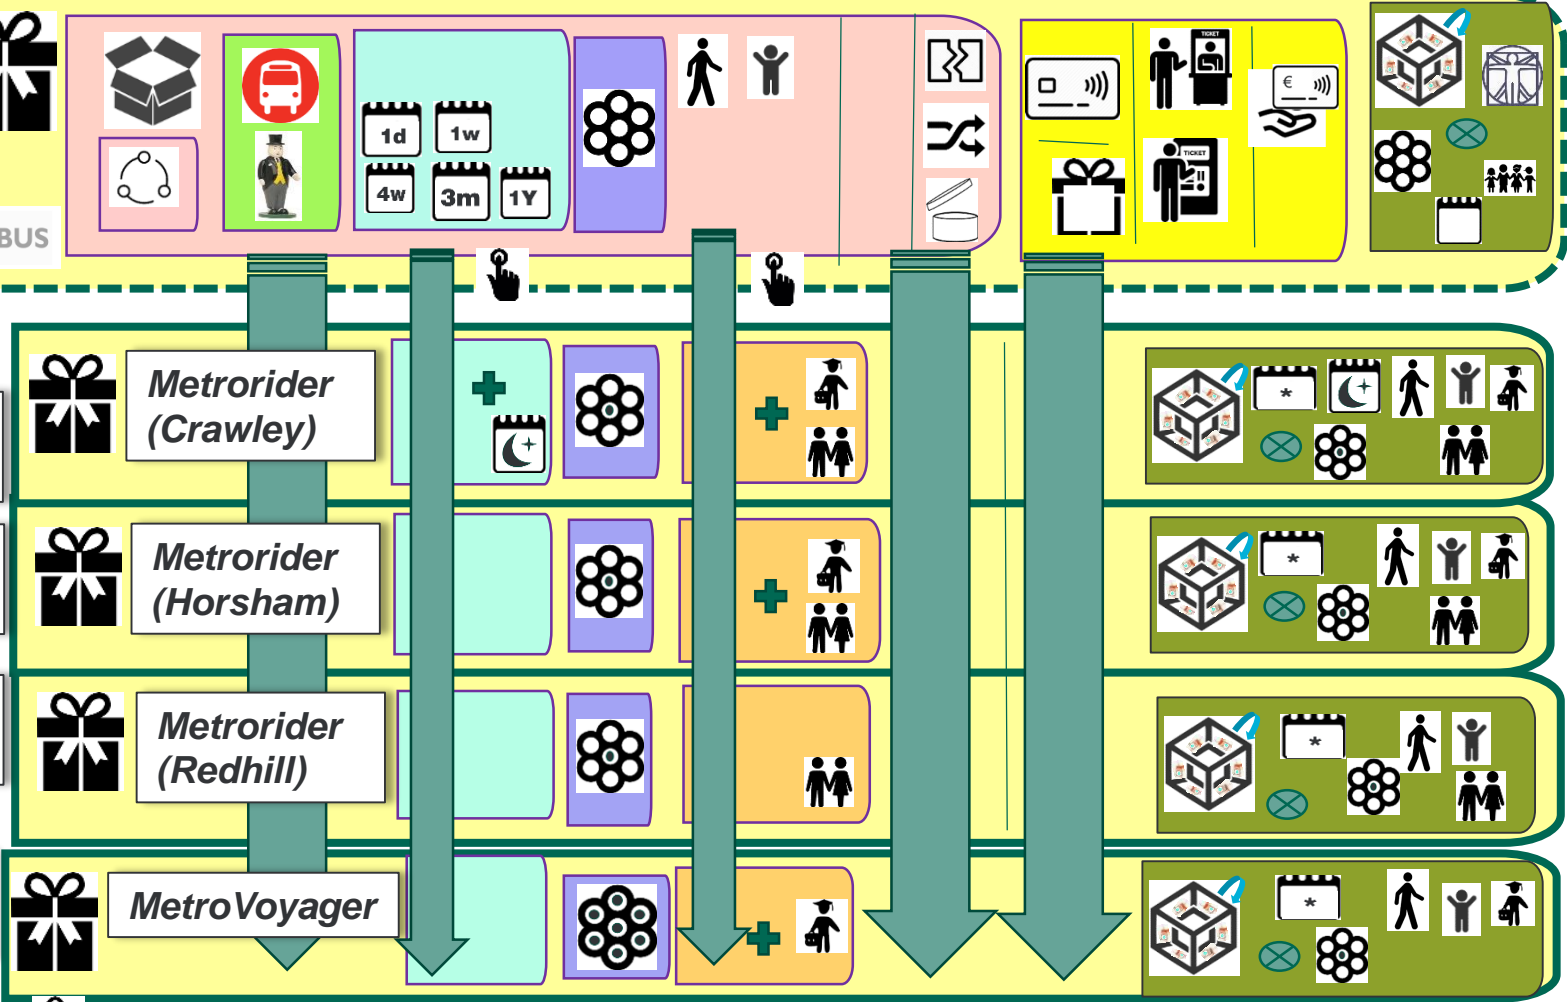 TICKET
1d
1w
€
4w
3m
1Y
TICKET
BUS
Metrorider
(Crawley)
*
Metrorider
(Horsham)
*
Metrorider
(Redhill)
*
MetroVoyager
*